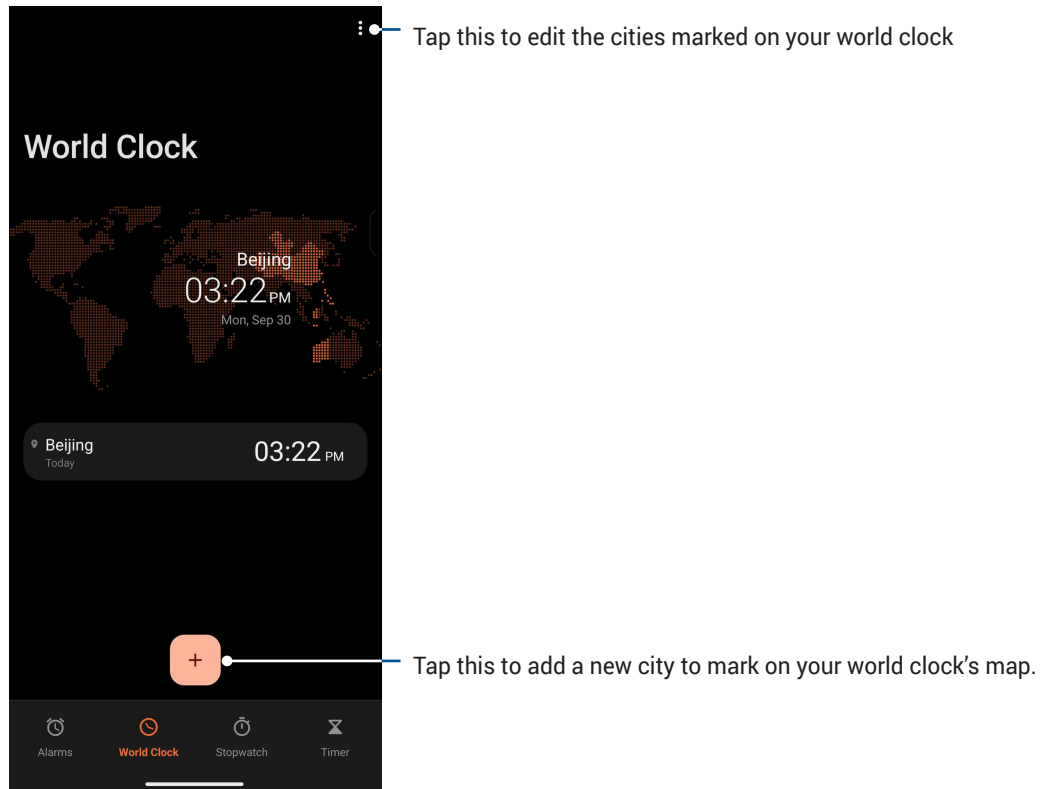 Tap this to edit the cities marked on your world clock
World Clock
Beijing
03:22 PM
Mon, Sep 30
Beijing
Today
03:22 PM
+
Tap this to add a new city to mark on your world clock’s map.
Alarms
World Clock
Stopwatch
Timer